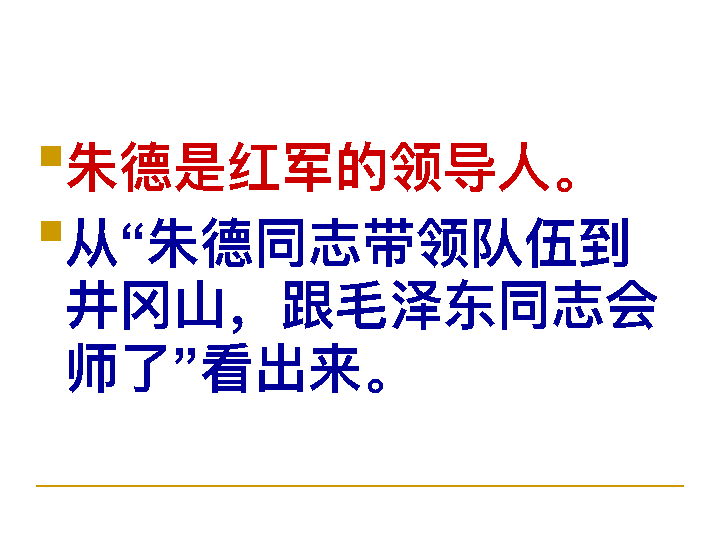 朱德是红军的领导人。
从“朱德同志带领队伍到
井冈山，跟毛泽东同志会
师了”看出来。